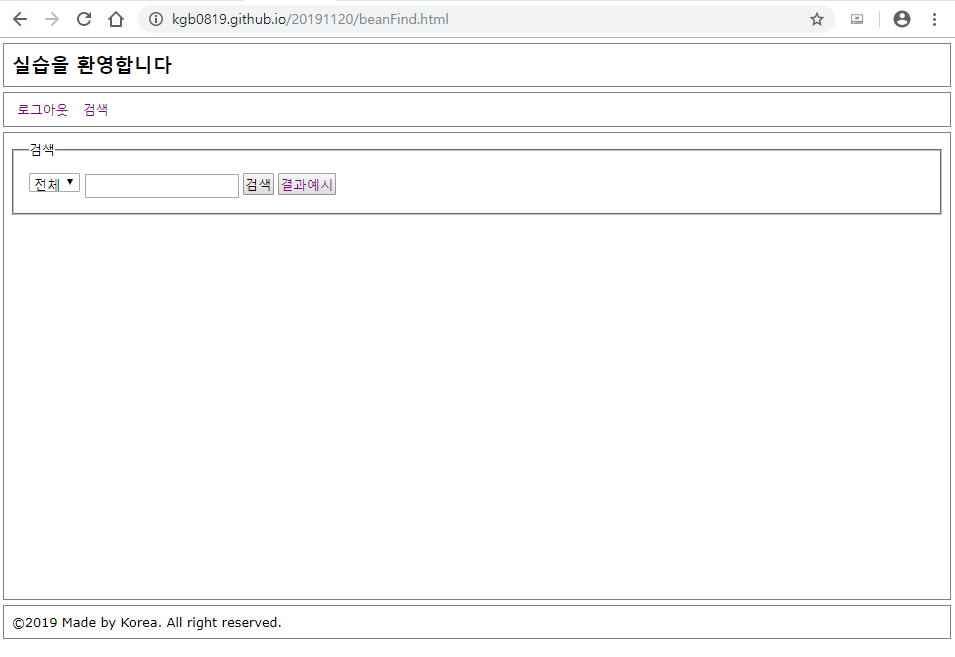 kgb0819.github.io/20191120/beanFind.html
실습을 환영합니다
로그아웃 검색
검색
전체 검색 결과예시
©2019 Made by Korea. All right reserved.